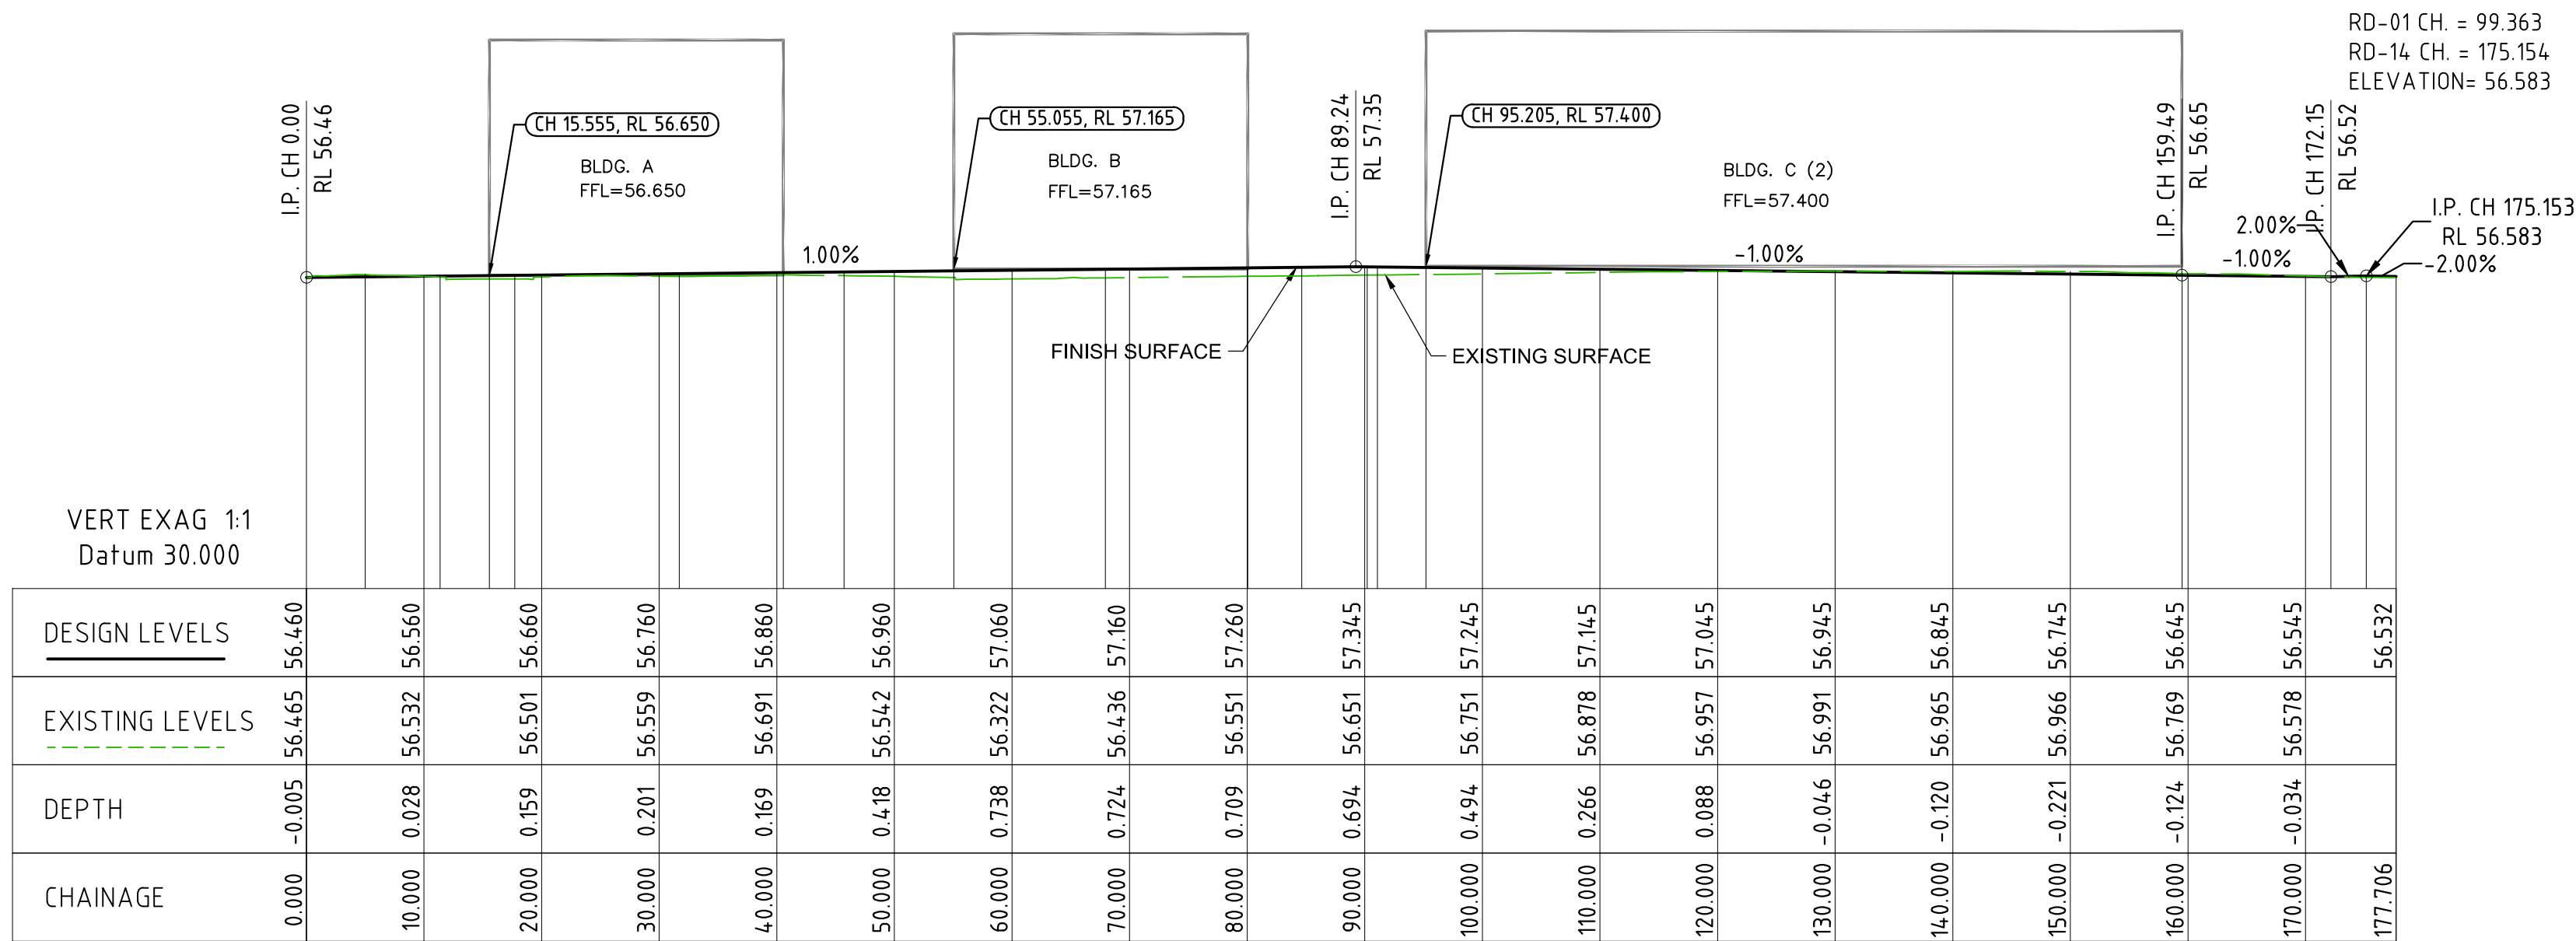 RD-01 CH. = 99.363
RD-14 CH. = 175.154
ELEVATION= 56.583
I.P. CH 0.00
RL 56.46
CH 15.555, RL 56.650
BLDG. A
FFL=56.650
1.00%
CH 55.055, RL 57.165
BLDG. B
FFL=57.165
I.P. CH 89.24
RL 57.35
CH 95.205, RL 57.400
BLDG. C (2)
FFL=57.400
-1.00%
I.P. CH 159.49
RL 56.65
-1.00%
2.00%
I.P. CH 172.15
RL 56.52
I.P. CH 175.153
RL 56.583
-2.00%
FINISH SURFACE
EXISTING SURFACE
VERT EXAG 1:1
Datum 30.000
DESIGN LEVELS 56.460 56.560 56.660 56.760 56.860 56.960 57.060 57.160 57.260 57.345 57.245 57.145 57.045 56.945 56.845 56.745 56.645 56.545 56.532
EXISTING LEVELS 56.465 56.532 56.501 56.559 56.691 56.542 56.322 56.436 56.551 56.651 56.751 56.878 56.957 56.991 56.965 56.966 56.769 56.578
DEPTH -0.005 0.028 0.159 0.201 0.169 0.418 0.738 0.724 0.709 0.694 0.494 0.266 0.088 -0.046 -0.120 -0.221 -0.124 -0.034
CHAINAGE 0.000 10.000 20.000 30.000 40.000 50.000 60.000 70.000 80.000 90.000 100.000 110.000 120.000 130.000 140.000 150.000 160.000 170.000 177.706